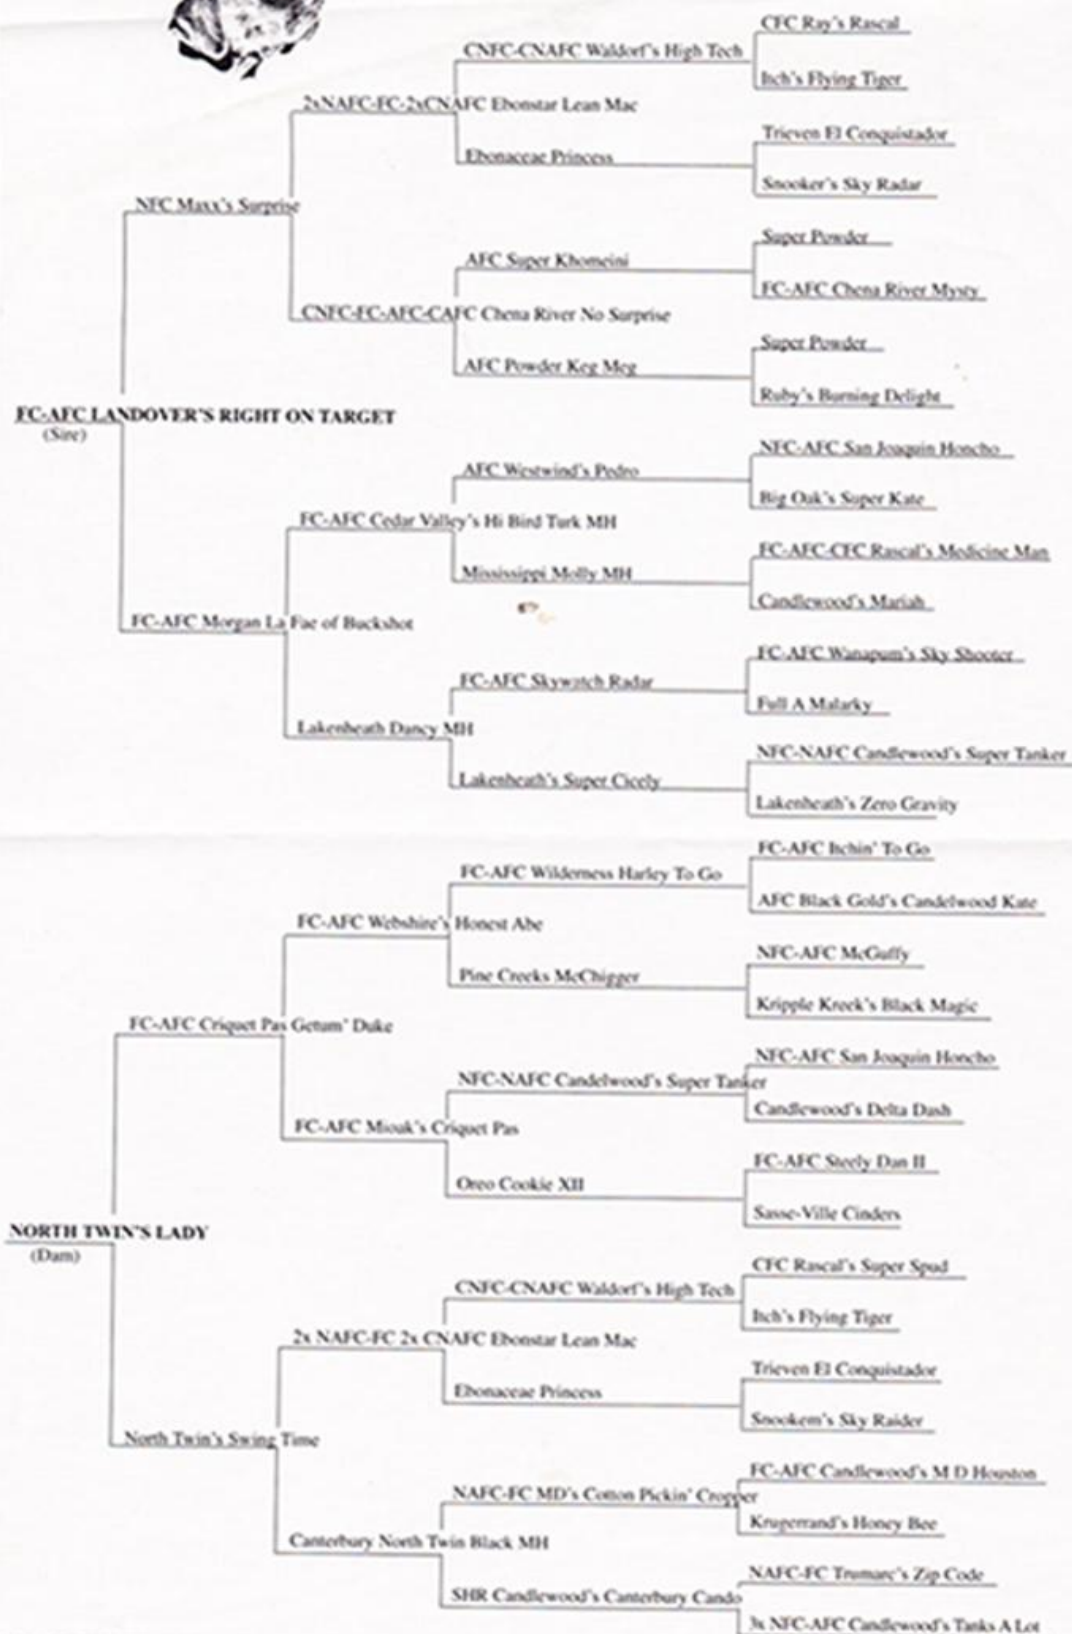 CFC Ray's Rascal
CNFC-CNAFC Waldorf's High Tech
Itch's Flying Tiger
2xNAFC-FC-2xCNAFC Ebonstar Lean Mac
Trieven El Conquistador
Ebonaceae Princess
Snooker's Sky Radar
NFC Maxx's Surprise
Super Powder
AFC Super Khomeini
FC-AFC Chena River Mysty
CNFC-FC-AFC-CAFC Chena River No Surprise
Super Powder
AFC Powder Keg Meg
Ruby's Burning Delight
FC-AFC LANDOVER'S RIGHT ON TARGET
(Sire)
NFC-AFC San Joaquin Honcho
AFC Westwind's Pedro
Big Oak's Super Kate
FC-AFC Cedar Valley's Hi Bird Turk MH
FC-AFC-CFC Rascal's Medicine Man
Mississippi Molly MH
Candlewood's Mariah
FC-AFC Morgan La Fae of Buckshot
FC-AFC Wanapum's Sky Shooter
FC-AFC Skywatch Radar
Full A Malarky
Lakenheath Dancy MH
NFC-NAFC Candlewood's Super Tanker
Lakenheath's Super Cicely
Lakenheath's Zero Gravity
FC-AFC Itchin' To Go
FC-AFC Wilderness Harley To Go
AFC Black Gold's Candelwood Kate
FC-AFC Webshire's Honest Abe
NFC-AFC McGuffy
Pine Creeks McChigger
Kripple Kreek's Black Magic
FC-AFC Criquet Pas Getum' Duke
NFC-AFC San Joaquin Honcho
NFC-NAFC Candelwood's Super Tanker
Candlewood's Delta Dash
FC-AFC Miouk's Criquet Pas
FC-AFC Steely Dan II
Oreo Cookie XII
Sasse-Ville Cinders
NORTH TWIN'S LADY
(Dam)
CFC Rascal's Super Spud
CNFC-CNAFC Waldorf's High Tech
Itch's Flying Tiger
2x NAFC-FC 2x CNAFC Ebonstar Lean Mac
Trieven El Conquistador
Ebonaceae Princess
Snookem's Sky Raider
North Twin's Swing Time
FC-AFC Candlewood's M D Houston
NAFC-FC MD's Cotton Pickin' Cropper
Krugerrand's Honey Bee
Canterbury North Twin Black MH
NAFC-FC Trumarc's Zip Code
SHR Candlewood's Canterbury Cando
3x NFC-AFC Candlewood's Tanks A Lot